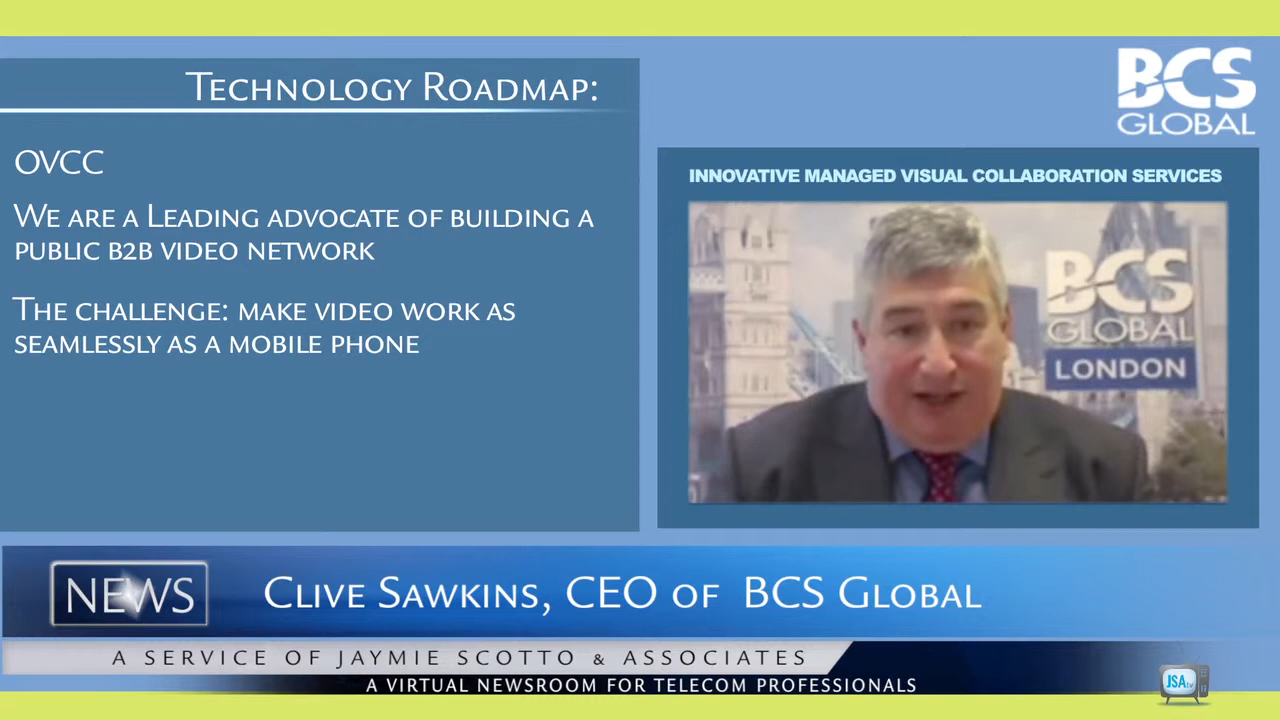 Technology Roadmap:
OVCC
We are a Leading advocate of building a
public B2B video network
The challenge: make video work as
seamlessly as a mobile phone
BCS
GLOBAL
INNOVATIVE MANAGED VISUAL COLLABORATION SERVICES
BCS
GLOBAL
LONDON
NEWS
Clive Sawkins, CEO of BCS Global
A SERVICE OF JAYMIE SCOTTO & ASSOCIATES
A VIRTUAL NEWSROOM FOR TELECOM PROFESSIONALS
JSAtv